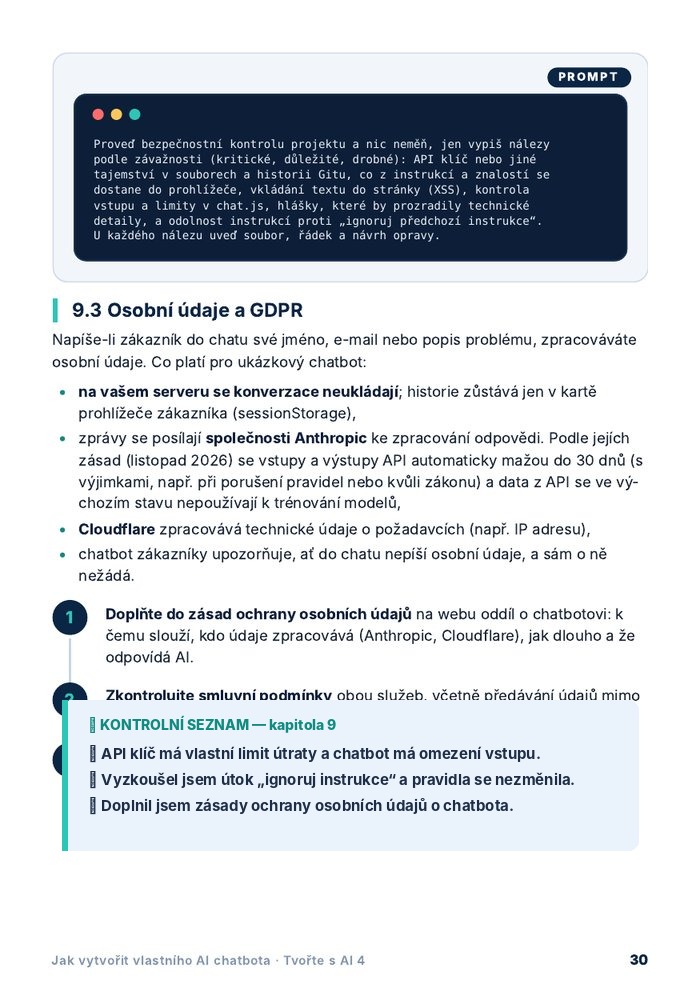 PROMPT
Proveď bezpečnostní kontrolu projektu a nic neměň, jen vypiš nálezy
podle závažnosti (kritické, důležité, drobné): API klíč nebo jiné
tajemství v souborech a historii Gitu, co z instrukcí a znalostí se
dostane do prohlížeče, vkládání textu do stránky (XSS), kontrola
vstupu a limity v chat.js, hlášky, které by prozradily technické
detaily, a odolnost instrukcí proti „ignoruj předchozí instrukce“.
U každého nálezu uveď soubor, řádek a návrh opravy.
9.3 Osobní údaje a GDPR
Napíše-li zákazník do chatu své jméno, e-mail nebo popis problému, zpracováváte
osobní údaje. Co platí pro ukázkový chatbot:
• na vašem serveru se konverzace neukládají; historie zůstává jen v kartě
prohlížeče zákazníka (sessionStorage),
• zprávy se posílají společnosti Anthropic ke zpracování odpovědi. Podle jejích
zásad (listopad 2026) se vstupy a výstupy API automaticky mažou do 30 dnů (s
výjimkami, např. při porušení pravidel nebo kvůli zákonu) a data z API se ve vý-
chozím stavu nepoužívají k trénování modelů,
• Cloudflare zpracovává technické údaje o požadavcích (např. IP adresu),
• chatbot zákazníky upozorňuje, ať do chatu nepíší osobní údaje, a sám o ně
nežádá.
1 Doplňte do zásad ochrany osobních údajů na webu oddíl o chatbotovi: k
čemu slouží, kdo údaje zpracovává (Anthropic, Cloudflare), jak dlouho a že
odpovídá AI.
2 Zkontrolujte smluvní podmínky obou služeb, včetně předávání údajů mimo
KONTROLNÍ SEZNAM — kapitola 9
API klíč má vlastní limit útraty a chatbot má omezení vstupu.
Vyzkoušel jsem útok „ignoruj instrukce“ a pravidla se nezměnila.
Doplnil jsem zásady ochrany osobních údajů o chatbota.
Jak vytvořit vlastního AI chatbota · Tvořte s AI 4
30